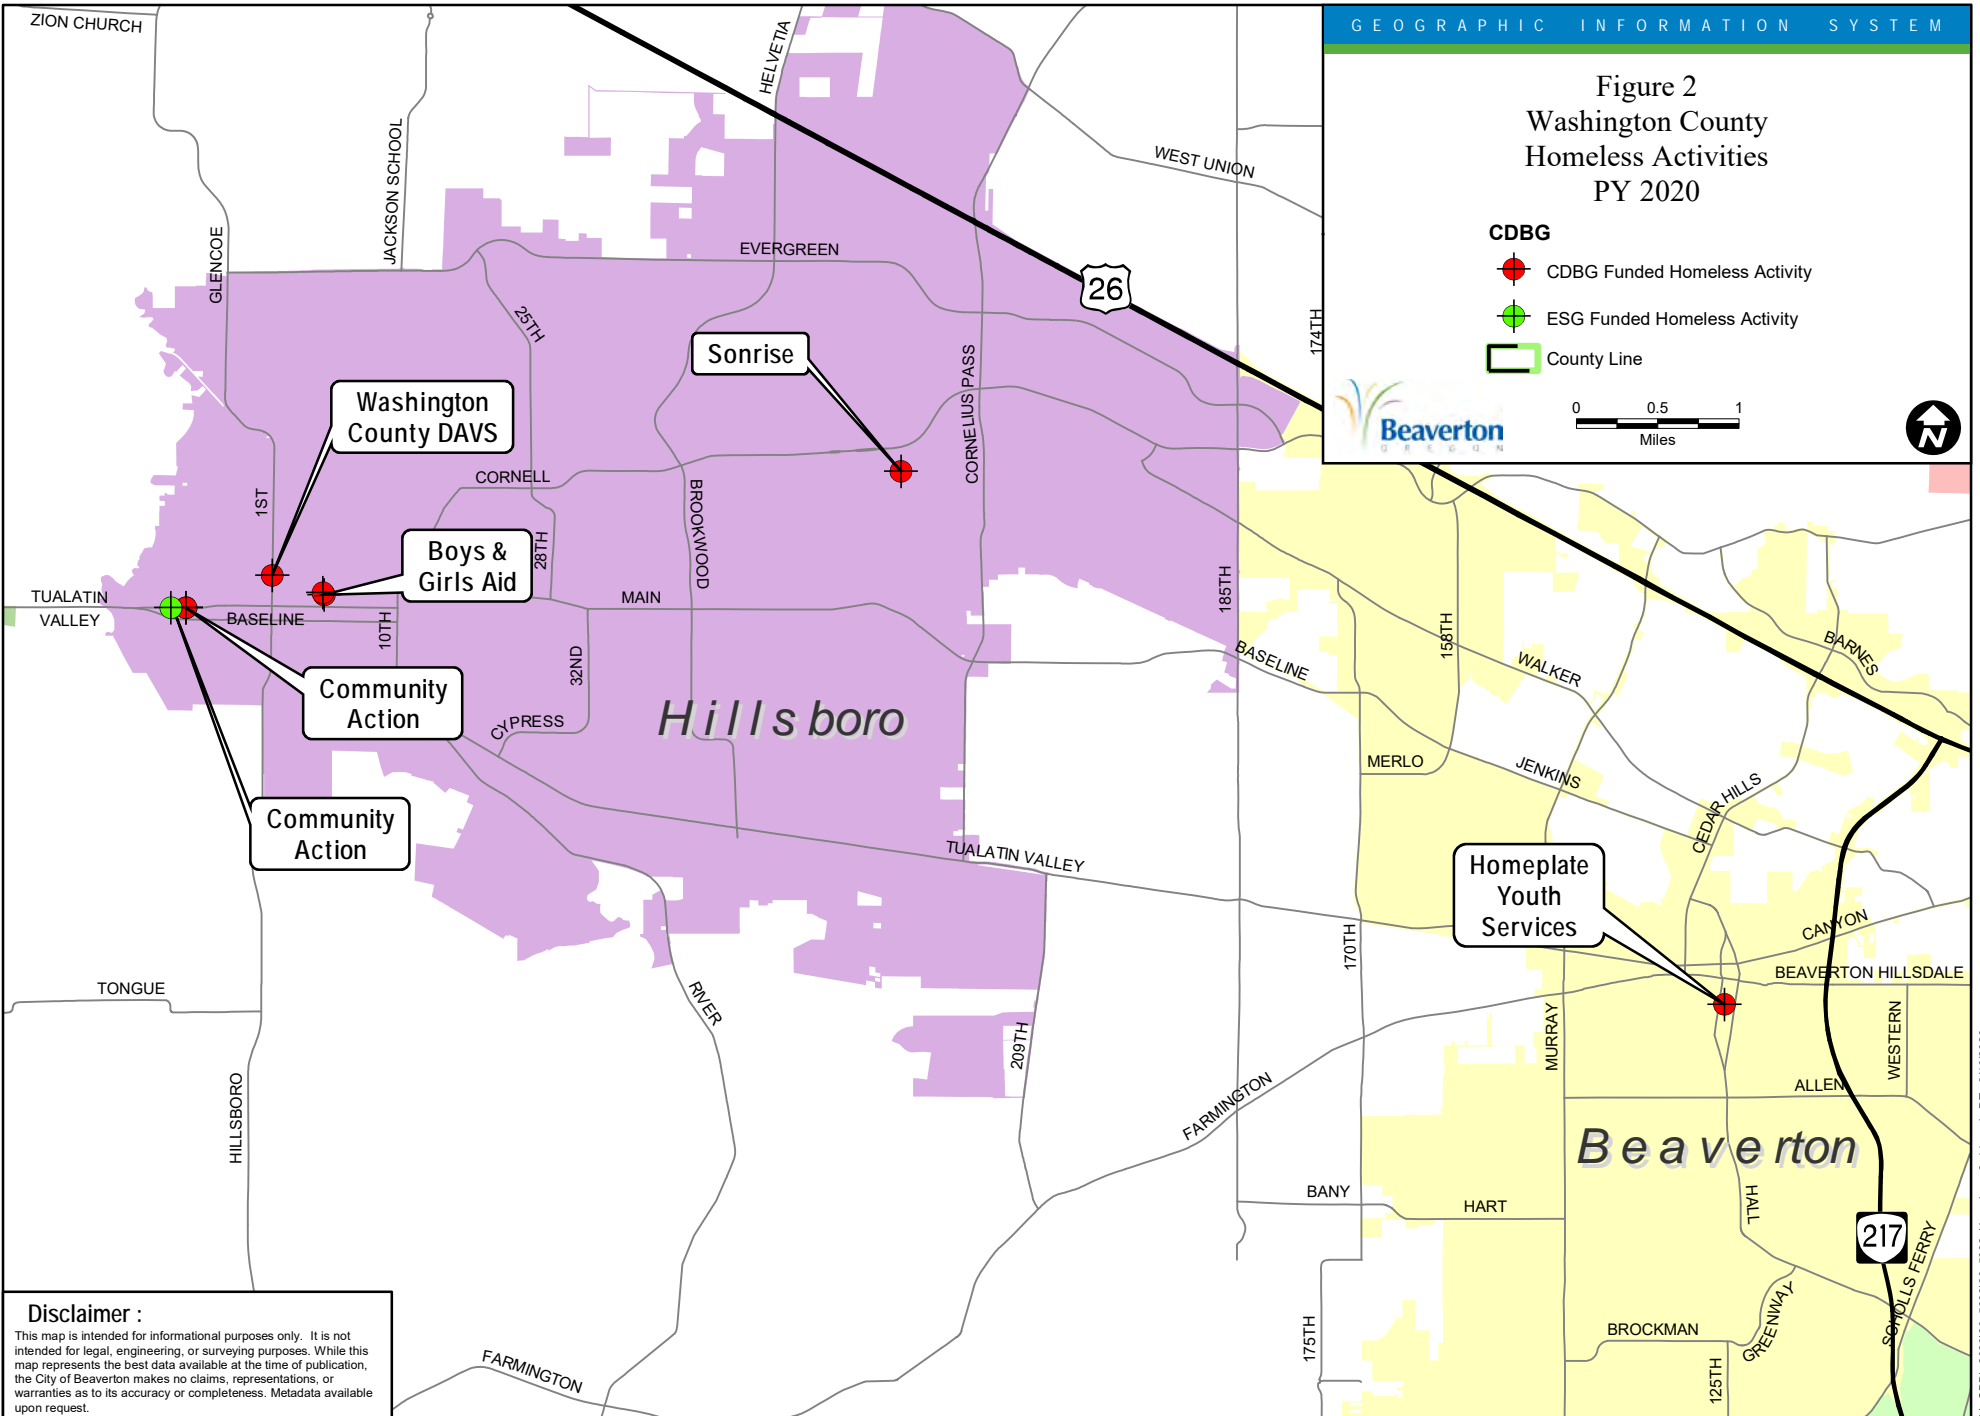 GEOGRAPHIC INFORMATION SYSTEM
Figure 2
Washington County
Homeless Activities
PY 2020
CDBG
CDBG Funded Homeless Activity
ESG Funded Homeless Activity
County Line
Beaverton
OREGON
0 0.5 1
Miles
N
ZION CHURCH
HELVETIA
JACKSON SCHOOL
WEST UNION
GLENCOE
EVERGREEN
26
25TH
174TH
Sonrise
CORNELIUS PASS
Washington
County DAVS
CORNELL
1ST
BROOKWOOD
Boys &
Girls Aid
28TH
185TH
TUALATIN
VALLEY
MAIN
BASELINE
10TH
158TH
BARNES
32ND
BASELINE
WALKER
Community
Action
Hillsboro
CYPRESS
MERLO
JENKINS
CEDAR HILLS
Community
Action
TUALATIN VALLEY
Homeplate
Youth
Services
CANYON
170TH
BEAVERTON HILLSDALE
TONGUE
RIVER
209TH
MURRAY
WESTERN
HILLSBORO
FARMINGTON
ALLEN
Beaverton
BANY
HART
HALL
217
SCHOLLS FERRY
GREENWAY
175TH
BROCKMAN
125TH
FARMINGTON
Disclaimer :
This map is intended for informational purposes only. It is not
intended for legal, engineering, or surveying purposes. While this
map represents the best data available at the time of publication,
the City of Beaverton makes no claims, representations, or
warranties as to its accuracy or completeness. Metadata available
upon request.